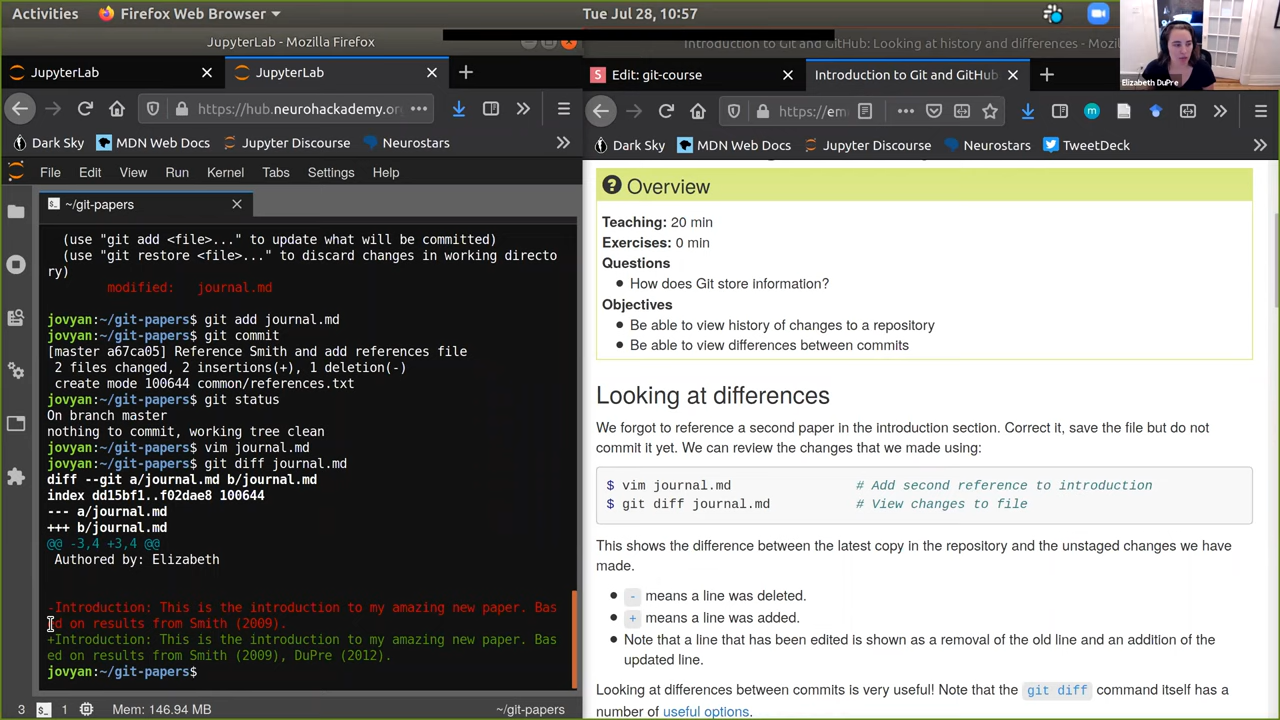 Activities
Firefox Web Browser
Tue Jul 28, 10:57
JupyterLab - Mozilla Firefox
JupyterLab
JupyterLab
https://hub.neurohackademy.or
Dark Sky
MDN Web Docs
Jupyter Discourse
Neurostars
File Edit View Run Kernel Tabs Settings Help
~/git-papers
(use "git add <file>..." to update what will be committed)
(use "git restore <file>..." to discard changes in working directo
ry)
modified:   journal.md
jovyan:~/git-papers$ git add journal.md
jovyan:~/git-papers$ git commit
[master a67ca05] Reference Smith and add references file
2 files changed, 2 insertions(+), 1 deletion(-)
create mode 100644 common/references.txt
jovyan:~/git-papers$ git status
On branch master
nothing to commit, working tree clean
jovyan:~/git-papers$ vim journal.md
jovyan:~/git-papers$ git diff journal.md
diff --git a/journal.md b/journal.md
index dd15bf1..f02dae8 100644
--- a/journal.md
+++ b/journal.md
@@ -3,4 +3,4 @@
Authored by: Elizabeth
-Introduction: This is the introduction to my amazing new paper. Bas
ed on results from Smith (2009).
+Introduction: This is the introduction to my amazing new paper. Bas
ed on results from Smith (2009), DuPre (2012).
jovyan:~/git-papers$
3 1 Mem: 146.94 MB ~/git-papers
Introduction to Git and GitHub: Looking at history and differences - Mozi
Elizabeth DuPre
Edit: git-course
Introduction to Git and GitHub:
https://em
Dark Sky
MDN Web Docs
Jupyter Discourse
Neurostars
TweetDeck
Overview
Teaching: 20 min
Exercises: 0 min
Questions
How does Git store information?
Objectives
Be able to view history of changes to a repository
Be able to view differences between commits
Looking at differences
We forgot to reference a second paper in the introduction section. Correct it, save the file but do not
commit it yet. We can review the changes that we made using:
$ vim journal.md # Add second reference to introduction
$ git diff journal.md # View changes to file
This shows the difference between the latest copy in the repository and the unstaged changes we have
made.
- means a line was deleted.
+ means a line was added.
Note that a line that has been edited is shown as a removal of the old line and an addition of the
updated line.
Looking at differences between commits is very useful! Note that the git diff command itself has a
number of useful options.